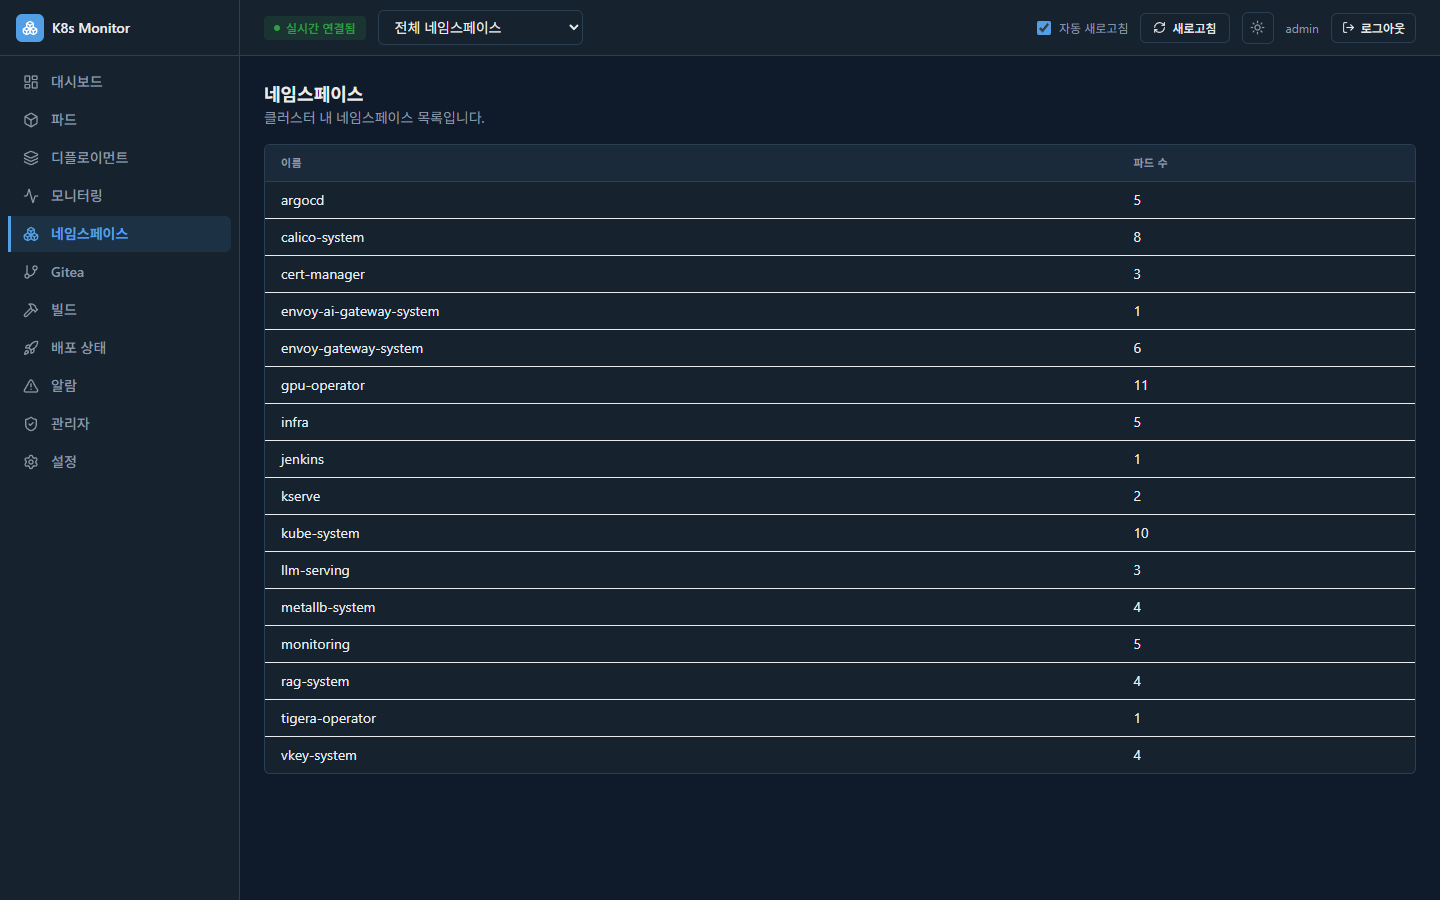 K8s Monitor
실시간 연결됨
전체 네임스페이스
자동 새로고침
새로고침
admin
로그아웃
대시보드
파드
디플로이먼트
모니터링
네임스페이스
Gitea
빌드
배포 상태
알람
관리자
설정
네임스페이스
클러스터 내 네임스페이스 목록입니다.
이름 파드 수
argocd 5
calico-system 8
cert-manager 3
envoy-ai-gateway-system 1
envoy-gateway-system 6
gpu-operator 11
infra 5
jenkins 1
kserve 2
kube-system 10
llm-serving 3
metallb-system 4
monitoring 5
rag-system 4
tigera-operator 1
vkey-system 4